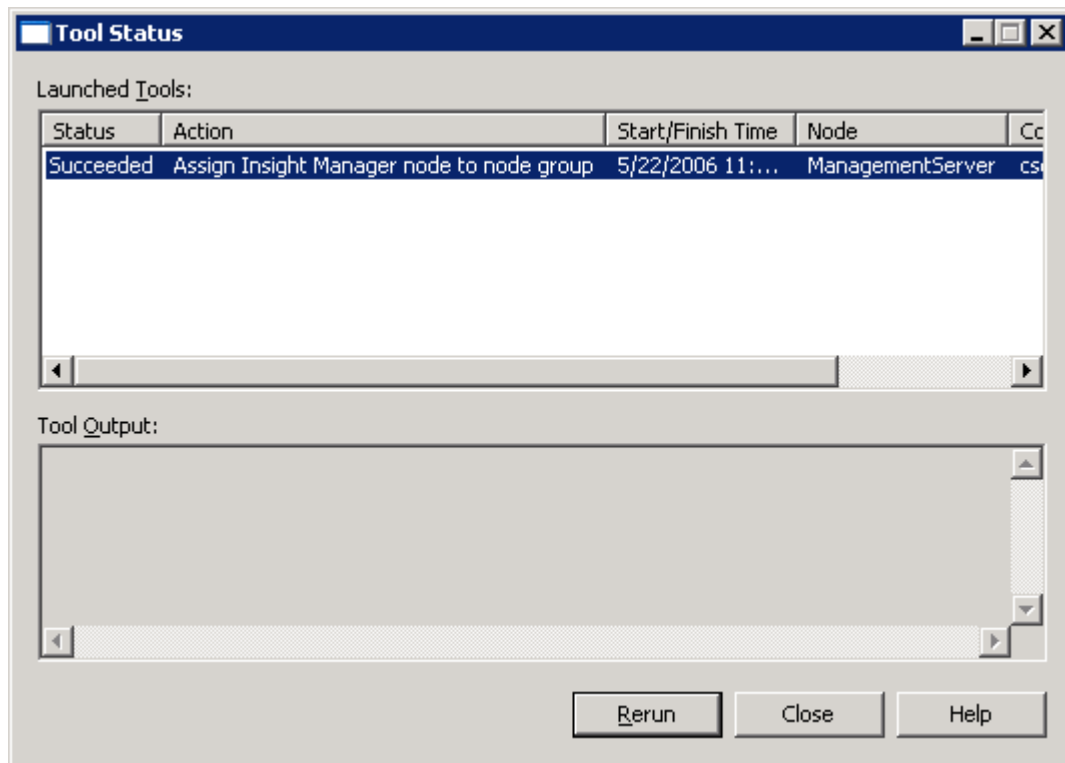 Tool Status
Launched Tools:
Status Action Start/Finish Time Node
Succeeded Assign Insight Manager node to node group 5/22/2006 11:... ManagementServer
Tool Output:
Rerun Close Help